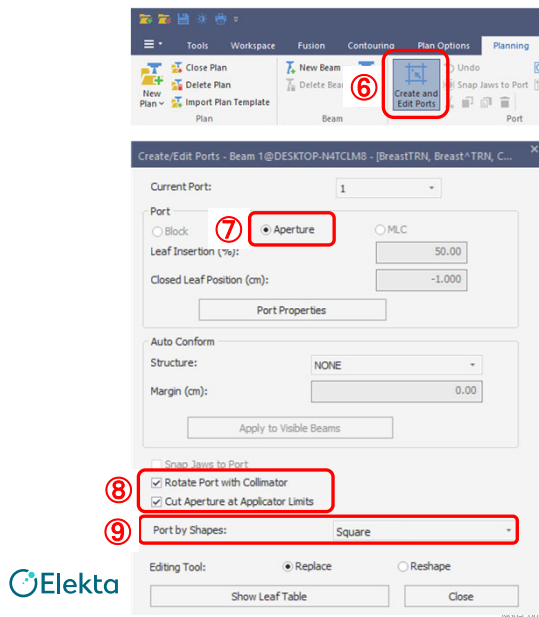 Tools Workspace Fusion Contouring Plan Options Planning
New Plan
Close Plan
Delete Plan
Import Plan Template
Plan
New Beam
Delete
Beam
⑥
Create and
Edit Ports
Undo
Snap Jaws to Port
Port
Create/Edit Ports - Beam 1@DESKTOP-N4TCLM8 - [BreastTRN, Breast^TRN, C...
Current Port: 1
Port
⑦
Block Aperture MLC
Leaf Insertion (%): 50.00
Closed Leaf Position (cm): -1.000
Port Properties
Auto Conform
Structure: NONE
Margin (cm): 0.00
Apply to Visible Beams
Snap Jaws to Port
⑧ Rotate Port with Collimator
Cut Aperture at Applicator Limits
⑨ Port by Shapes: Square
Editing Tool: Replace Reshape
Elekta
Show Leaf Table Close